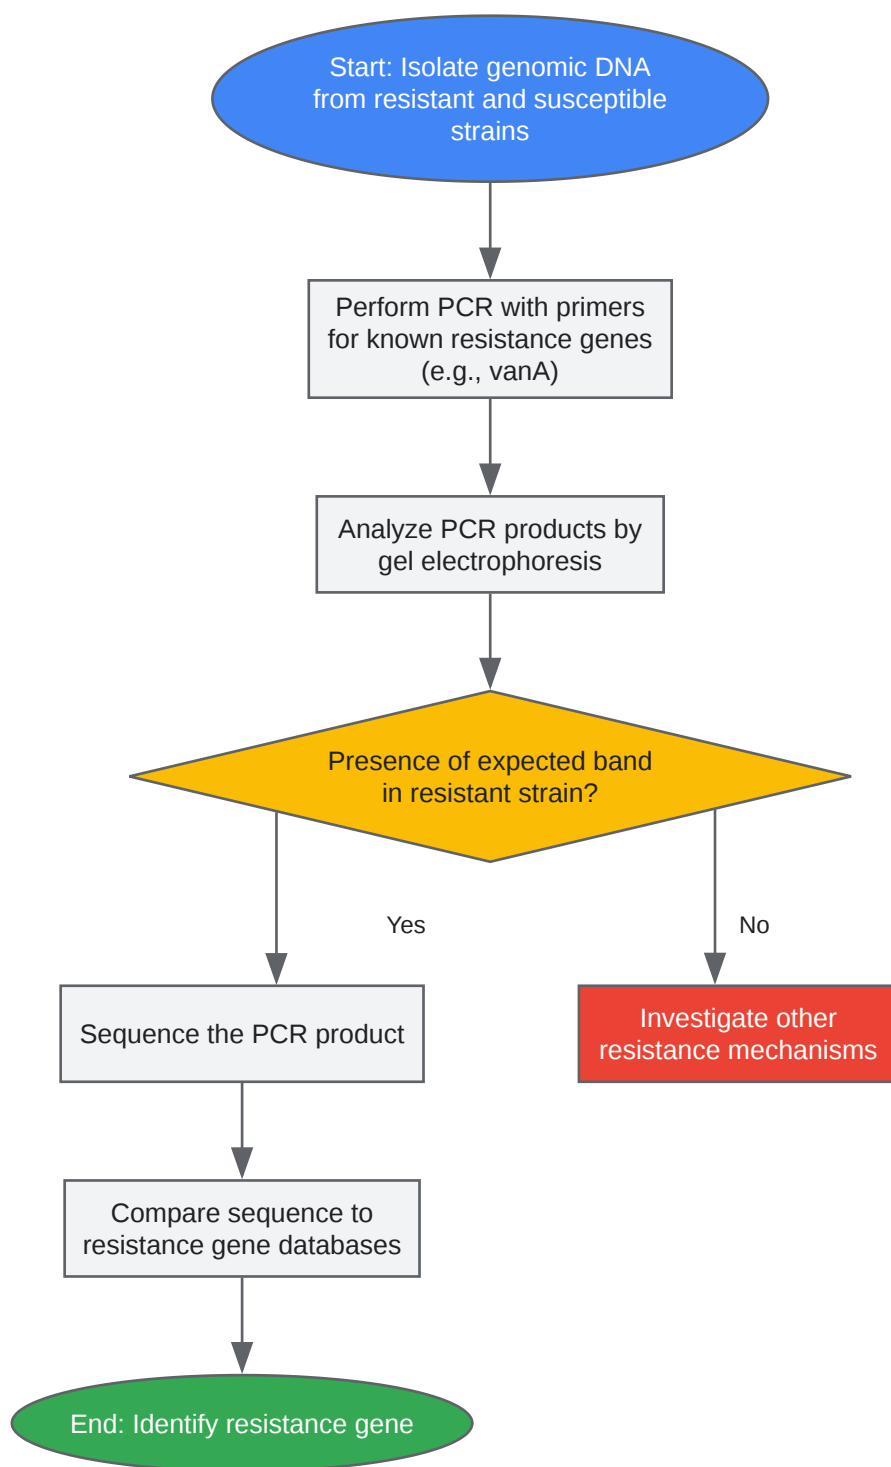 Start: Isolate genomic DNA
from resistant and susceptible
strains
Perform PCR with primers
for known resistance genes
(e.g., vanA)
Analyze PCR products by
gel electrophoresis
Presence of expected band
in resistant strain?
Yes
No
Sequence the PCR product
Investigate other
resistance mechanisms
Compare sequence to
resistance gene databases
End: Identify resistance gene